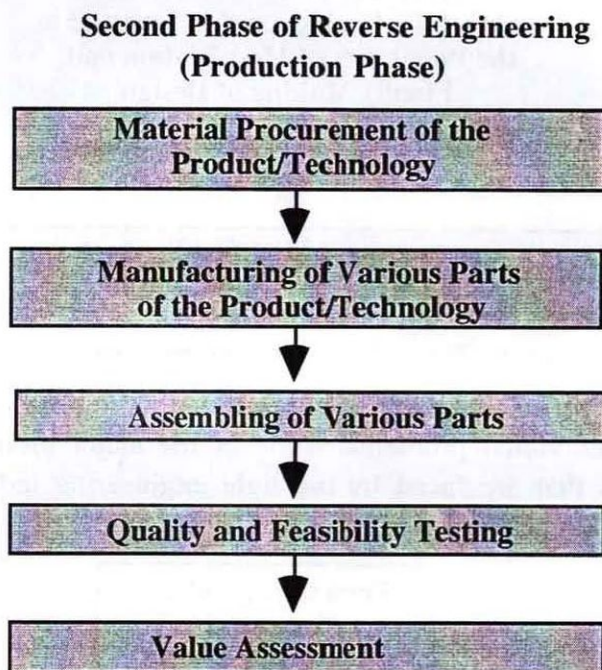 Second Phase of Reverse Engineering
(Production Phase)
Material Procurement of the
Product/Technology
Manufacturing of Various Parts
of the Product/Technology
Assembling of Various Parts
Quality and Feasibility Testing
Value Assessment